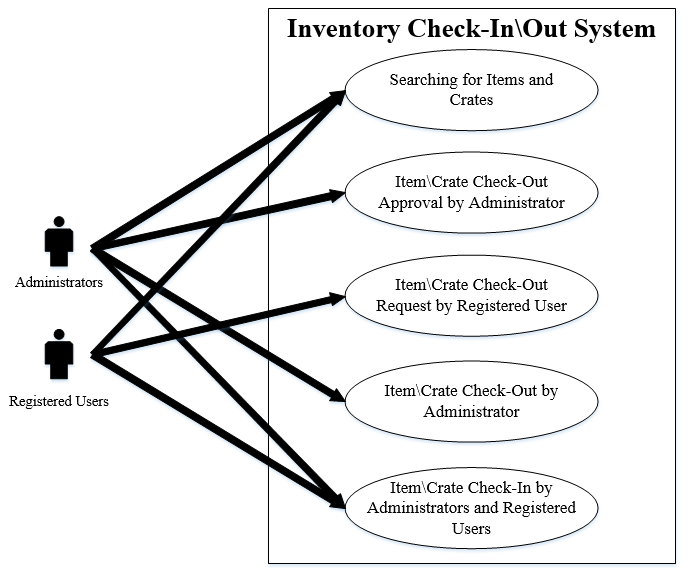 Inventory Check-In\Out System
Searching for Items and
Crates
Item\Crate Check-Out
Approval by Administrator
Administrators
Item\Crate Check-Out
Request by Registered User
Registered Users
Item\Crate Check-Out by
Administrator
Item\Crate Check-In by
Administrators and Registered
Users